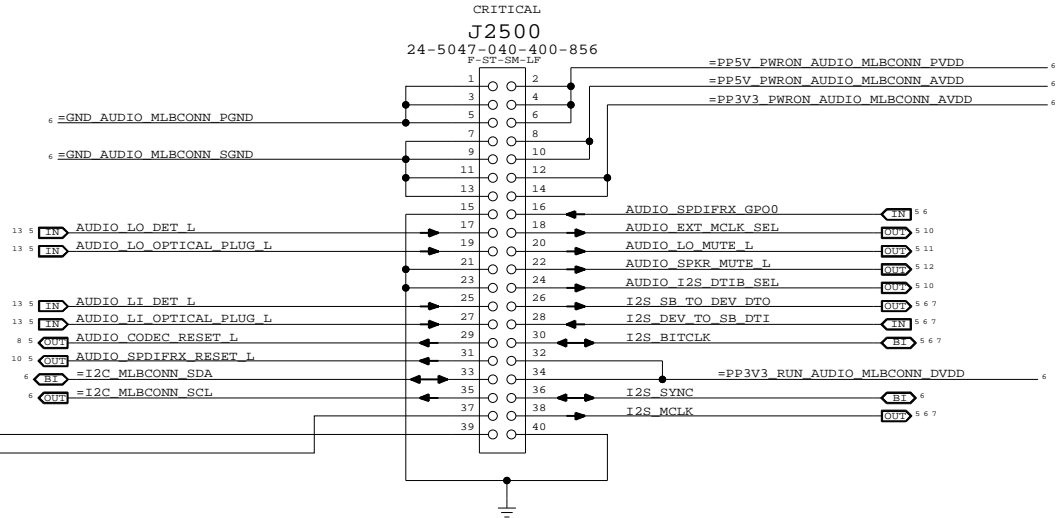 CRITICAL
J2500
24-5047-040-400-856
F-ST-SM-LF
=PP5V_PWRON_AUDIO_MLBCONN_PVDD 6
1 2
=PP5V_PWRON_AUDIO_MLBCONN_AVDD 6
3 4 =PP3V3_PWRON_AUDIO_MLBCONN_AVDD 6
6 =GND_AUDIO_MLBCONN_PGND 5 6
7 8
6 =GND_AUDIO_MLBCONN_SGND 9 10
11 12
13 14
15 16 AUDIO_SPDIFRX_GPO0 IN 5 6
13 5 IN AUDIO_LO_DET_L 17 18 AUDIO_EXT_MCLK_SEL OUT 5 10
13 5 IN AUDIO_LO_OPTICAL_PLUG_L 19 20 AUDIO_LO_MUTE_L OUT 5 11
21 22 AUDIO_SPKR_MUTE_L OUT 5 12
23 24 AUDIO_I2S_DTIB_SEL OUT 5 10
13 5 IN AUDIO_LI_DET_L 25 26 I2S_SB_TO_DEV_DTO OUT 5 6 7
13 5 IN AUDIO_LI_OPTICAL_PLUG_L 27 28 I2S_DEV_TO_SB_DTI IN 5 6 7
8 5 OUT AUDIO_CODEC_RESET_L 29 30 I2S_BITCLK BI 5 6 7
10 5 OUT AUDIO_SPDIFRX_RESET_L 31 32
6 BI =I2C_MLBCONN_SDA 33 34 =PP3V3_RUN_AUDIO_MLBCONN_DVDD 6
6 OUT =I2C_MLBCONN_SCL 35 36 I2S_SYNC BI 6
37 38 I2S_MCLK OUT 5 6 7
39 40